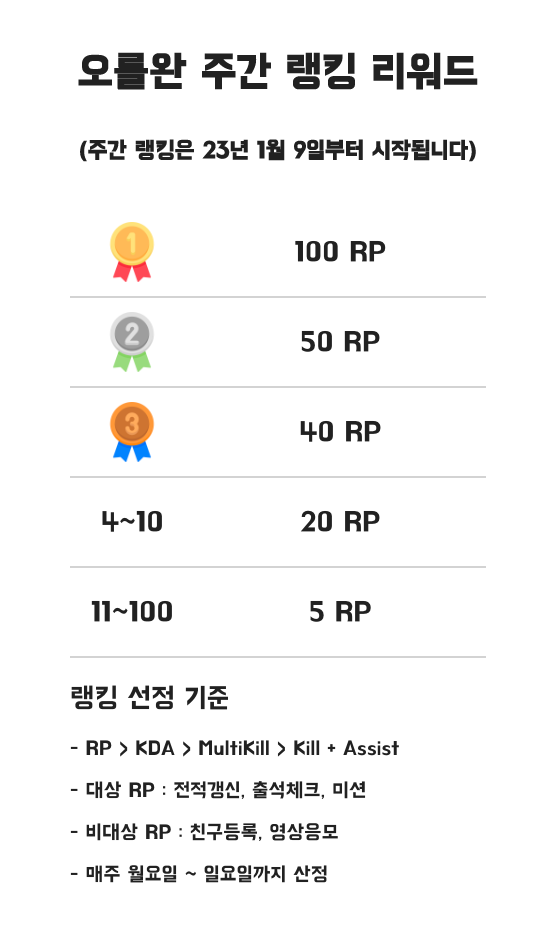 오롤완 주간 랭킹 리워드
(주간 랭킹은 23년 1월 9일부터 시작됩니다)
1 100 RP
2 50 RP
3 40 RP
4~10 20 RP
11~100 5 RP
랭킹 선정 기준
- RP > KDA > MultiKill > Kill + Assist
- 대상 RP : 전적갱신, 출석체크, 미션
- 비대상 RP : 친구등록, 영상응모
- 매주 월요일 ~ 일요일까지 산정